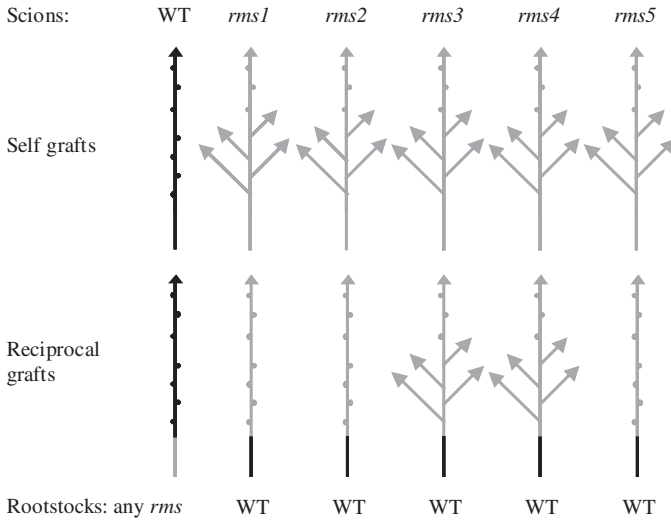 Scions: WT rms1 rms2 rms3 rms4 rms5
Self grafts
Reciprocal
grafts
Rootstocks: any rms WT WT WT WT WT